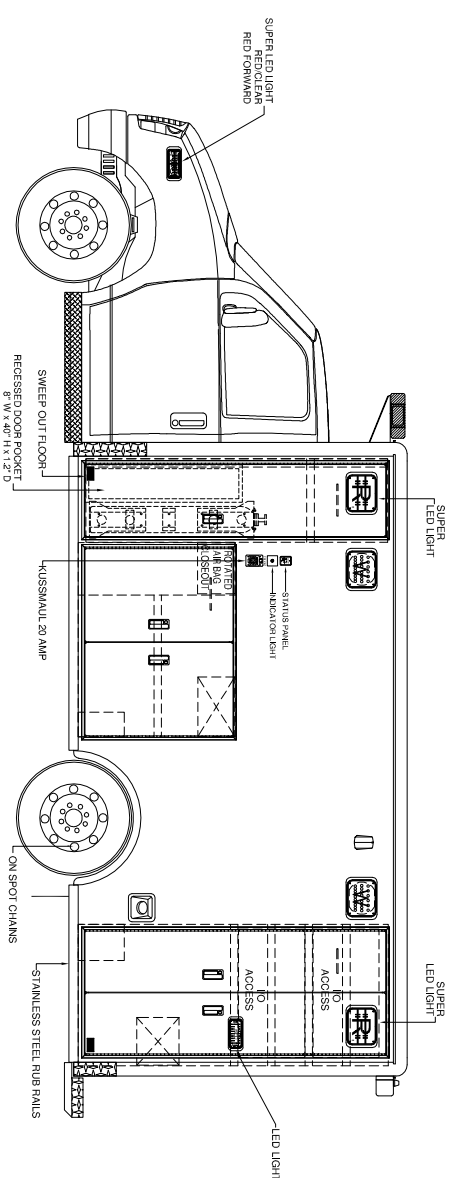 SUPER LED LIGHT
RED/CLEAR
RED FORWARD
RECESSED DOOR POCKET
8" W x 40" H x 12" D
SWEEP OUT FLOOR
SUPER
LED LIGHT
R
W
STATUS PANEL
INDICATOR LIGHT
ROTATED
AIR BAG
CLOSEOUT
KUSSMAUL 20 AMP
ON SPOT CHAINS
STAINLESS STEEL RUB RAILS
W
I/O
ACCESS
I/O
ACCESS
R
SUPER
LED LIGHT
LED LIGHT